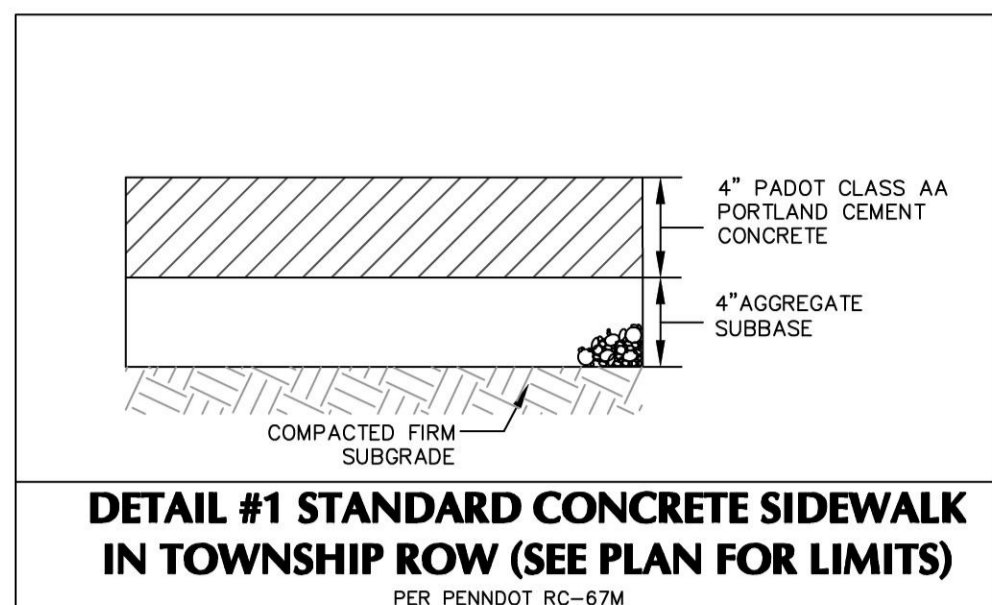 4” PADOT CLASS AA
PORTLAND CEMENT
CONCRETE
4”AGGREGATE
SUBBASE
COMPACTED FIRM
SUBGRADE
DETAIL #1 STANDARD CONCRETE SIDEWALK
IN TOWNSHIP ROW (SEE PLAN FOR LIMITS)
PER PENNDOT RC-67M